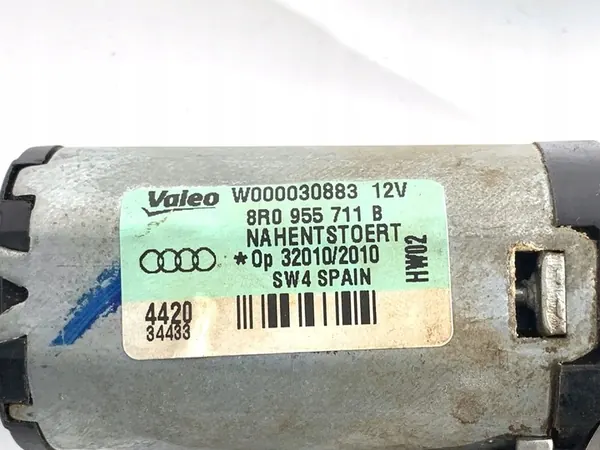 Valeo W000030883 12V
8R0 955 711 B
NAHENTSTOERT
*Op 32010/2010
SW4 SPAIN
HW02
4420
34433